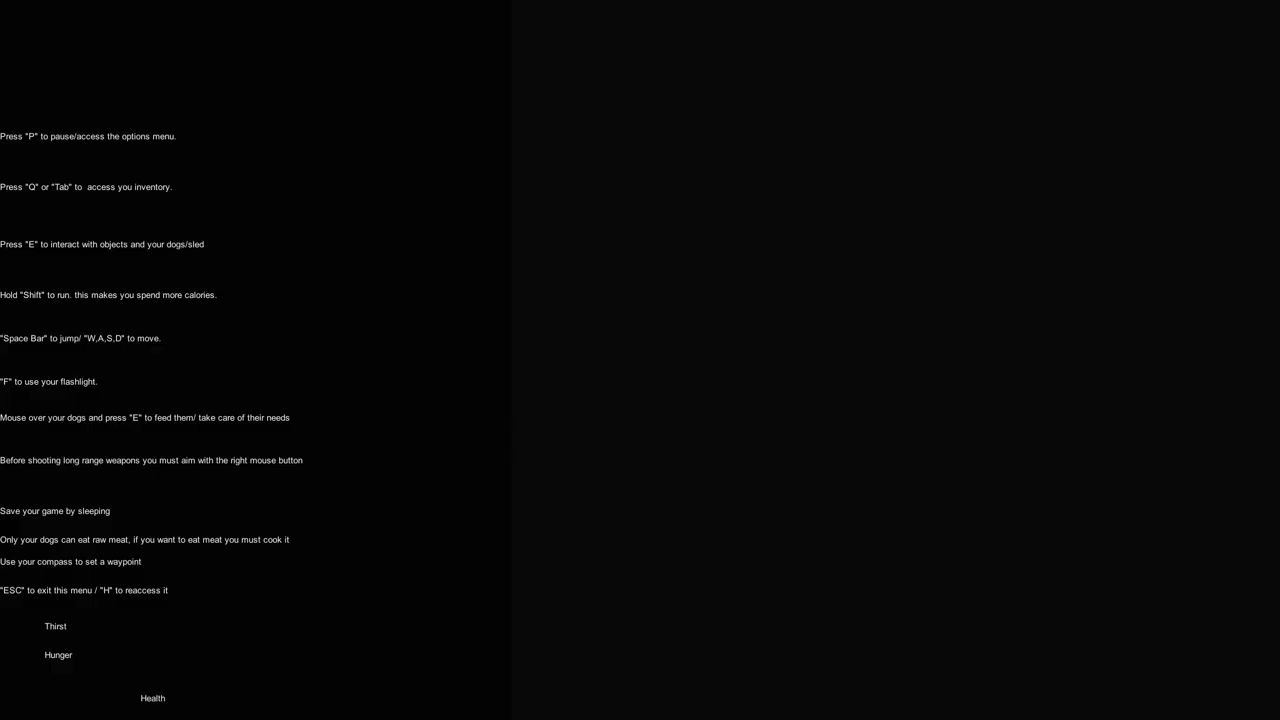 Press "P" to pause/access the options menu.
Press "Q" or "Tab" to  access you inventory.
Press "E" to interact with objects and your dogs/sled
Hold "Shift" to run. this makes you spend more calories.
"Space Bar" to jump/ "W,A,S,D" to move.
"F" to use your flashlight.
Mouse over your dogs and press "E" to feed them/ take care of their needs
Before shooting long range weapons you must aim with the right mouse button
Save your game by sleeping
Only your dogs can eat raw meat, if you want to eat meat you must cook it
Use your compass to set a waypoint
"ESC" to exit this menu / "H" to reaccess it
Thirst
Hunger
Health